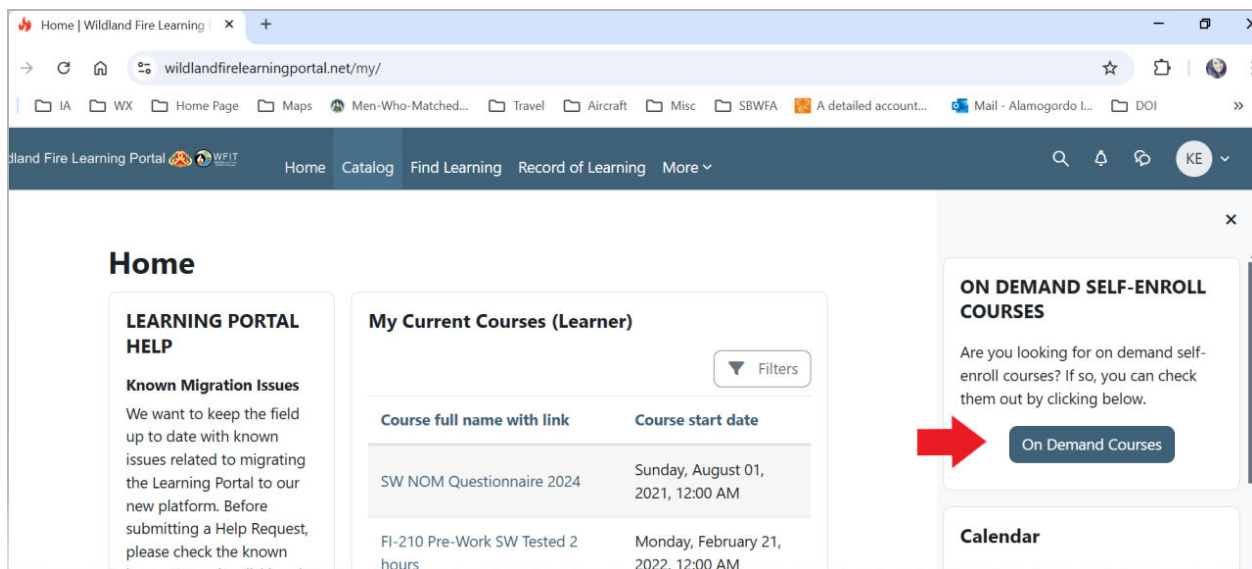 Home | Wildland Fire Learning
wildlandfirelearningportal.net/my/
IA WX Home Page Maps Men-Who-Matched... Travel Aircraft Misc SBWFA A detailed account... Mail - Alamogordo I... DOI »
dland Fire Learning Portal WFIT Home Catalog Find Learning Record of Learning More KE
Home
LEARNING PORTAL
HELP
Known Migration Issues
We want to keep the field
up to date with known
issues related to migrating
the Learning Portal to our
new platform. Before
submitting a Help Request,
please check the known
My Current Courses (Learner)
Filters
Course full name with link Course start date
SW NOM Questionnaire 2024
Sunday, August 01,
2021, 12:00 AM
FI-210 Pre-Work SW Tested 2
hours
Monday, February 21,
2022, 12:00 AM
ON DEMAND SELF-ENROLL
COURSES
Are you looking for on demand self-
enroll courses? If so, you can check
them out by clicking below.
On Demand Courses
Calendar